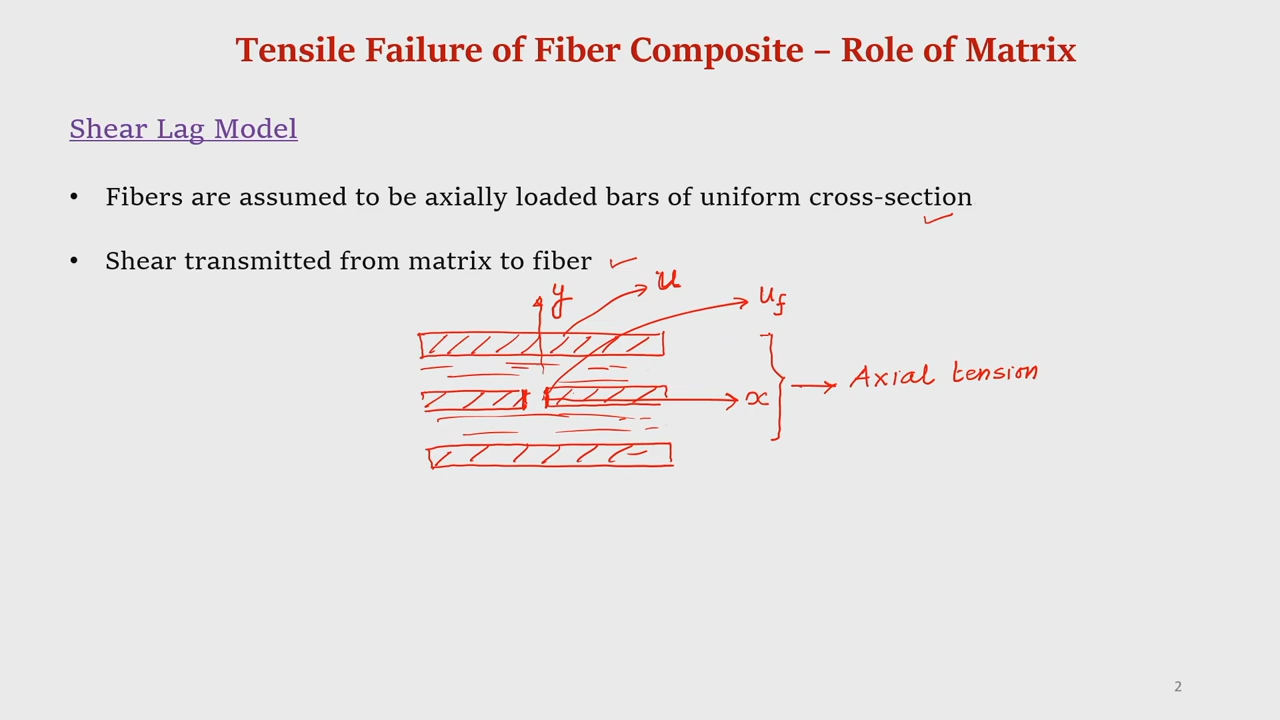 Tensile Failure of Fiber Composite – Role of Matrix
Shear Lag Model
• Fibers are assumed to be axially loaded bars of uniform cross-section
• Shear transmitted from matrix to fiber
u
y
u_f
x
Axial tension
2